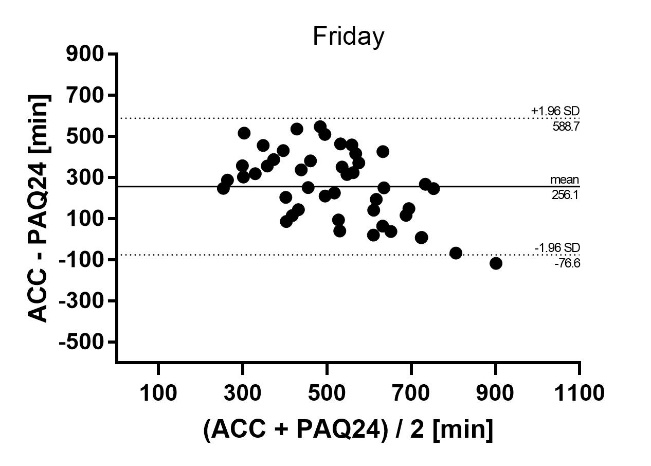 Friday
900
700
500
300
100
-100
-300
-500
ACC - PAQ24 [min]
+1.96 SD
588.7
mean
256.1
-1.96 SD
-76.6
100 300 500 700 900 1100
(ACC + PAQ24) / 2 [min]